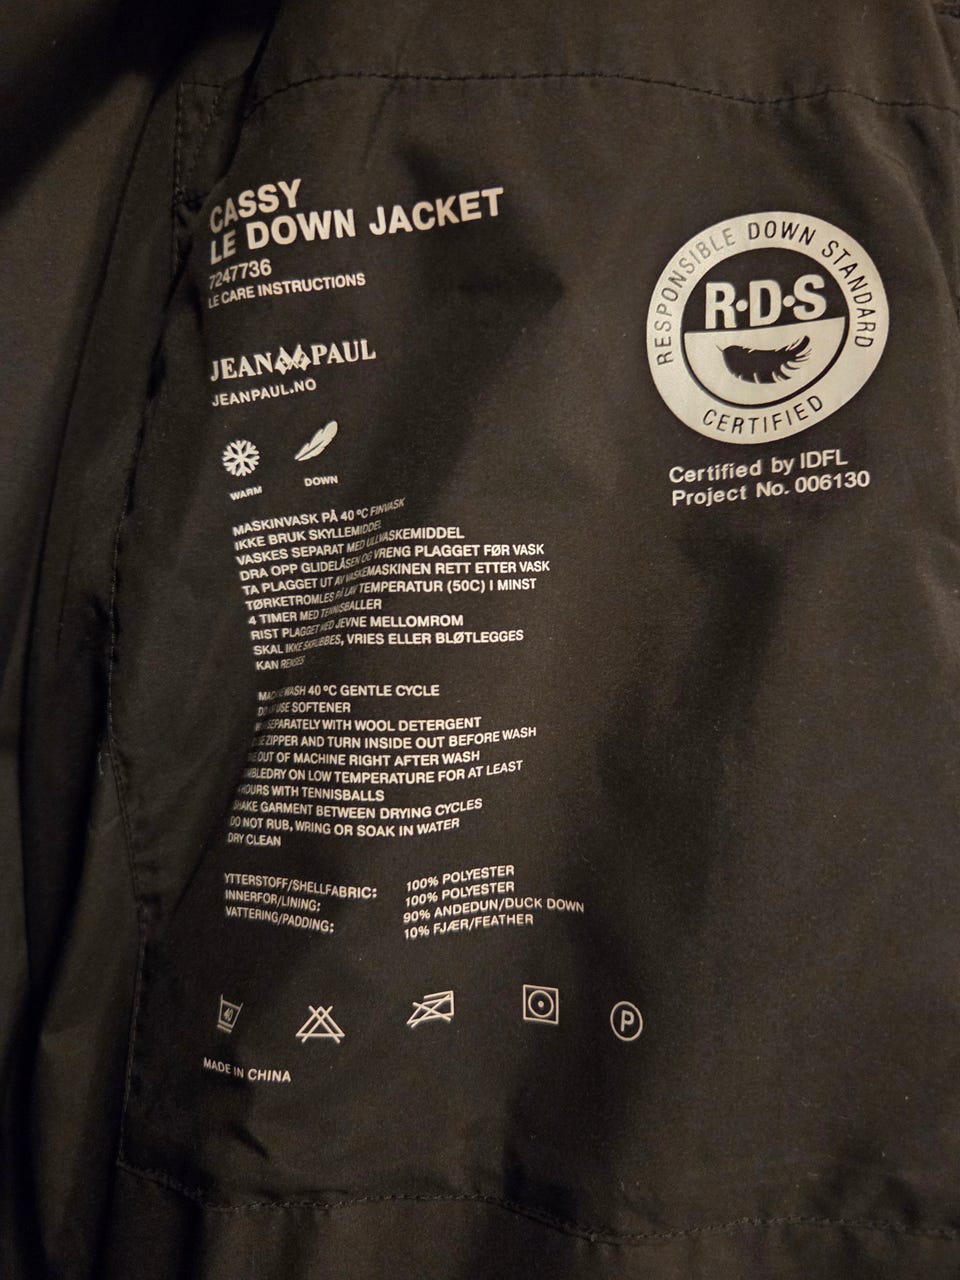 CASSY
LE DOWN JACKET
7247736
LE CARE INSTRUCTIONS
JEAN PAUL
JEANPAUL.NO
WARM
DOWN
RESPONSIBLE DOWN STANDARD
R·D·S
CERTIFIED
Certified by IDFL
Project No. 006130
MASKINVASK PÅ 40 ºC FINVASK
IKKE BRUK SKYLLEMIDDEL
VASKES SEPARAT MED ULLVASKEMIDDEL
DRA OPP GLIDELÅSEN OG VRENG PLAGGET FØR VASK
TA PLAGGET UT AV VASKEMASKINEN RETT ETTER VASK
TØRKETROMLES PÅ LAV TEMPERATUR (50C) I MINST
4 TIMER MED TENNISBALLER
RIST PLAGGET MED JEVNE MELLOMROM
SKAL IKKE SKRUBBES, VRIES ELLER BLØTLEGGES
KAN RENSES
MACHINE WASH 40 ºC GENTLE CYCLE
DO NOT USE SOFTENER
SEPARATELY WITH WOOL DETERGENT
ZIPPER AND TURN INSIDE OUT BEFORE WASH
OUT OF MACHINE RIGHT AFTER WASH
TUMBLEDRY ON LOW TEMPERATURE FOR AT LEAST
4 HOURS WITH TENNISBALLS
SHAKE GARMENT BETWEEN DRYING CYCLES
DO NOT RUB, WRING OR SOAK IN WATER
DRY CLEAN
YTTERSTOFF/SHELLFABRIC: 100% POLYESTER
INNERFOR/LINING: 100% POLYESTER
VATTERING/PADDING: 90% ANDEDUN/DUCK DOWN
10% FJÆR/FEATHER
40
P
MADE IN CHINA